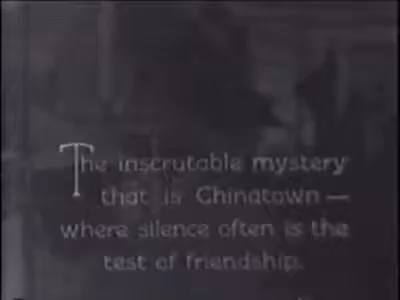 The inscrutable mystery
that is Chinatown —
where silence often is the
test of friendship.